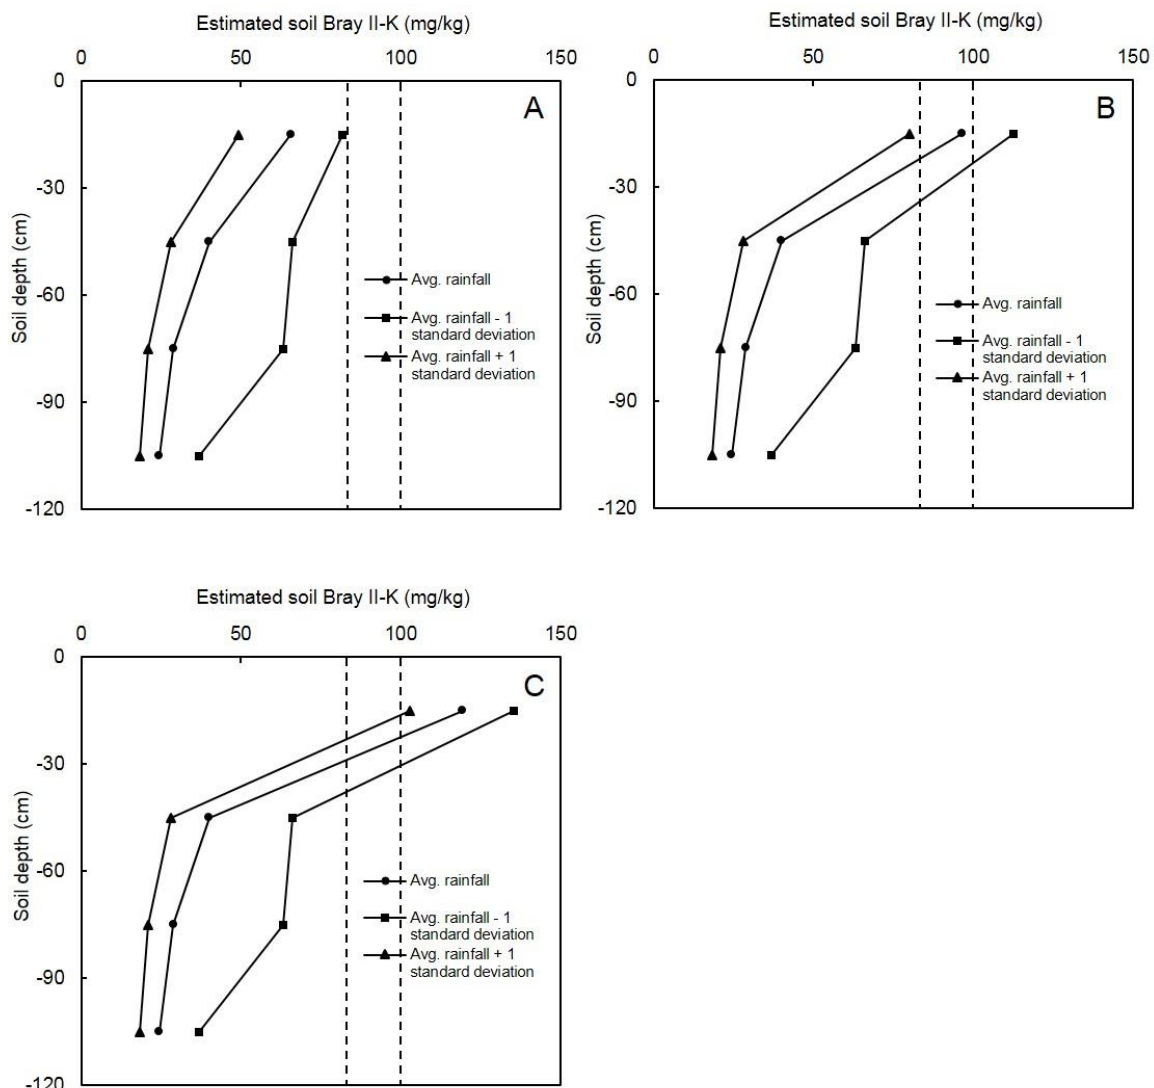 Estimated soil Bray II-K (mg/kg)
0 50 100 150
0
-30
-60
-90
-120
Soil depth (cm)
A
Avg. rainfall
Avg. rainfall - 1
standard deviation
Avg. rainfall + 1
standard deviation
Estimated soil Bray II-K (mg/kg)
0 50 100 150
0
-30
-60
-90
-120
Soil depth (cm)
B
Avg. rainfall
Avg. rainfall - 1
standard deviation
Avg. rainfall + 1
standard deviation
Estimated soil Bray II-K (mg/kg)
0 50 100 150
0
-30
-60
-90
-120
Soil depth (cm)
C
Avg. rainfall
Avg. rainfall - 1
standard deviation
Avg. rainfall + 1
standard deviation